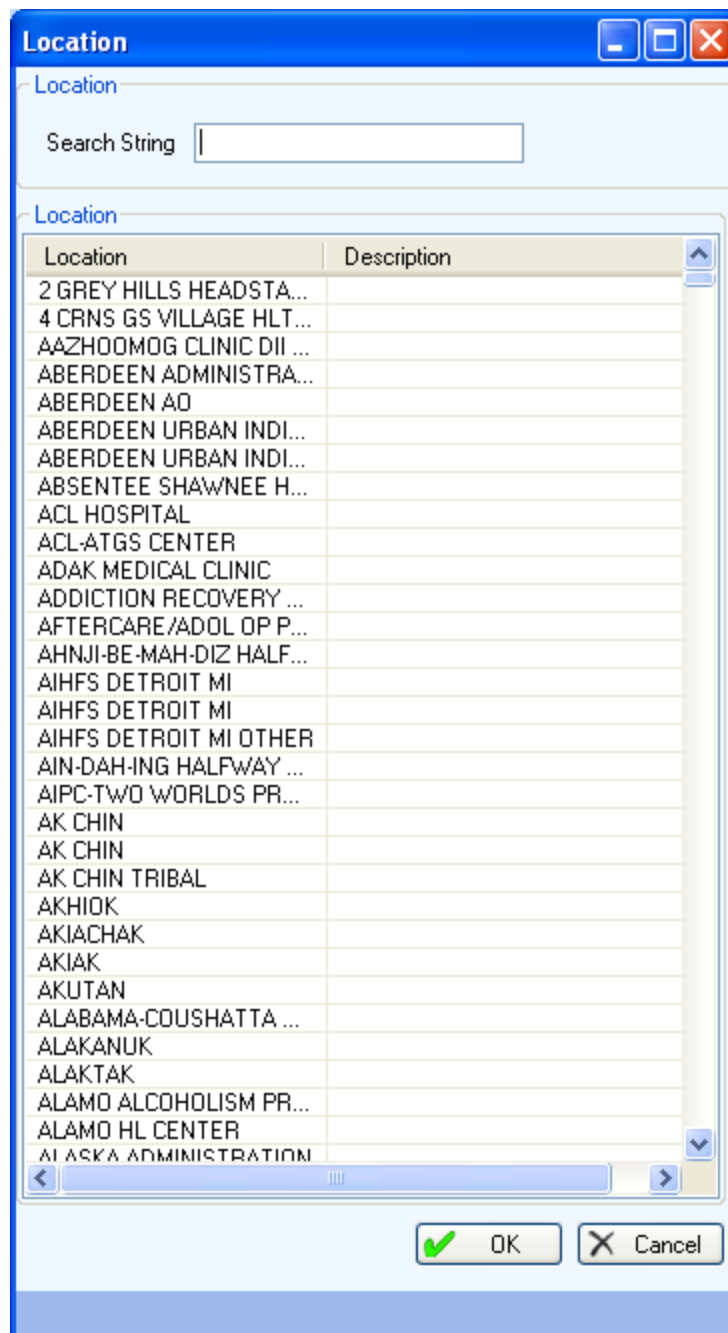 Location
Location
Search String
Location
Location Description
2 GREY HILLS HEADSTA...
4 CRNS GS VILLAGE HLT...
AAZHOOMOG CLINIC DII ...
ABERDEEN ADMINISTRA...
ABERDEEN AO
ABERDEEN URBAN INDI...
ABERDEEN URBAN INDI...
ABSENTEE SHAWNEE H...
ACL HOSPITAL
ACL-ATGS CENTER
ADAK MEDICAL CLINIC
ADDICTION RECOVERY ...
AFTERCARE/ADOL OP P...
AHNJI-BE-MAH-DIZ HALF...
AIHFS DETROIT MI
AIHFS DETROIT MI
AIHFS DETROIT MI OTHER
AIN-DAH-ING HALFWAY ...
AIPC-TWO WORLDS PR...
AK CHIN
AK CHIN
AK CHIN TRIBAL
AKHIOK
AKIACHAK
AKIAK
AKUTAN
ALABAMA-COUSHATTA ...
ALAKANUK
ALAKTAK
ALAMO ALCOHOLISM PR...
ALAMO HL CENTER
ALASKA ADMINISTRATION
OK Cancel